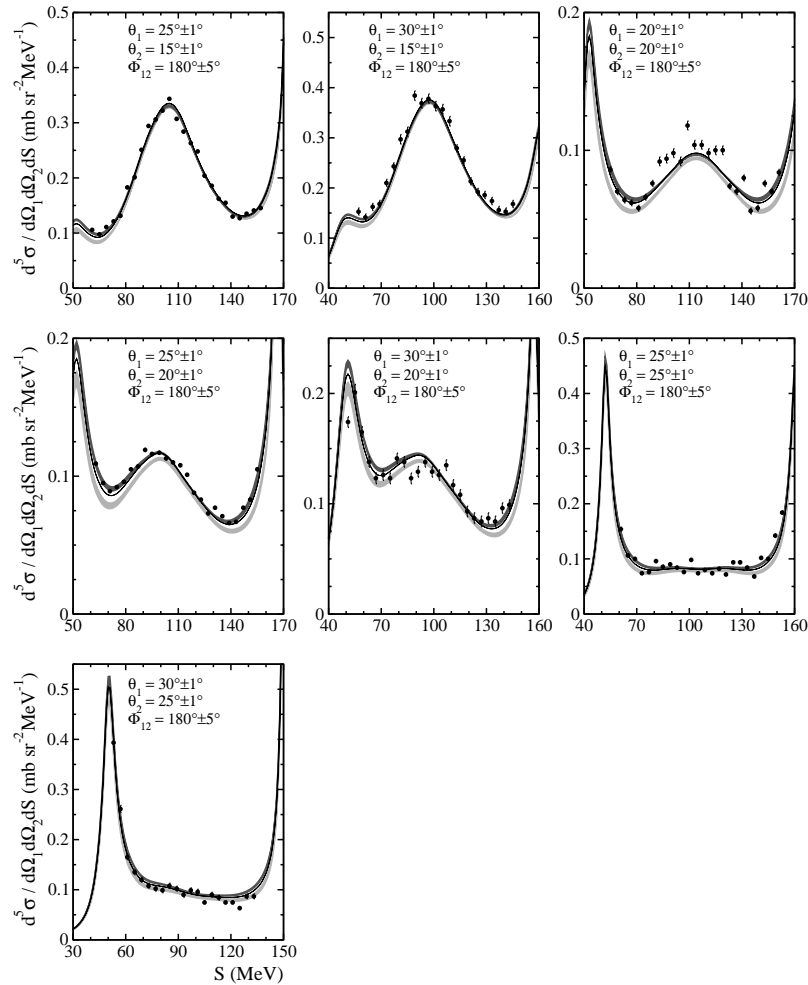 d⁵σ / dΩ₁dΩ₂dS (mb sr⁻²MeV⁻¹)
0.5
0.4
0.3
0.2
0.1
0
θ₁ = 25°±1°
θ₂ = 15°±1°
Φ₁₂ = 180°±5°
50 80 110 140 170
0.5
0.4
0.3
0.2
0.1
0
θ₁ = 30°±1°
θ₂ = 15°±1°
Φ₁₂ = 180°±5°
40 70 100 130 160
0.2
0.1
0
θ₁ = 20°±1°
θ₂ = 20°±1°
Φ₁₂ = 180°±5°
50 80 110 140 170
d⁵σ / dΩ₁dΩ₂dS (mb sr⁻²MeV⁻¹)
0.2
0.1
0
θ₁ = 25°±1°
θ₂ = 20°±1°
Φ₁₂ = 180°±5°
50 80 110 140 170
0.2
0.1
0
θ₁ = 30°±1°
θ₂ = 20°±1°
Φ₁₂ = 180°±5°
40 70 100 130 160
0.5
0.4
0.3
0.2
0.1
0
θ₁ = 25°±1°
θ₂ = 25°±1°
Φ₁₂ = 180°±5°
40 70 100 130 160
d⁵σ / dΩ₁dΩ₂dS (mb sr⁻²MeV⁻¹)
0.5
0.4
0.3
0.2
0.1
0
θ₁ = 30°±1°
θ₂ = 25°±1°
Φ₁₂ = 180°±5°
30 60 90 120 150
S (MeV)